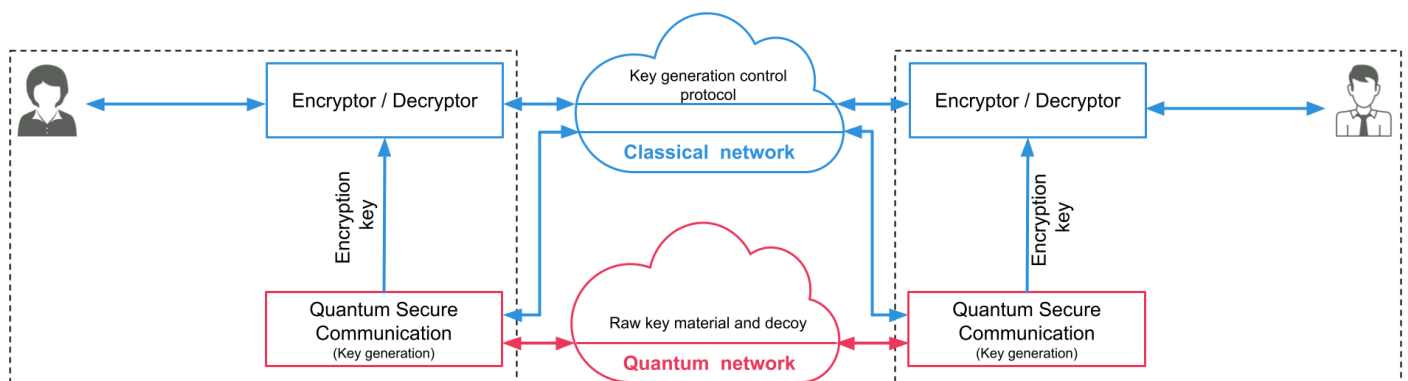 Encryptor / Decryptor
Key generation control
protocol
Encryptor / Decryptor
Classical network
Encryption
key
Encryption
key
Quantum Secure
Communication
(Key generation)
Raw key material and decoy
Quantum network
Quantum Secure
Communication
(Key generation)